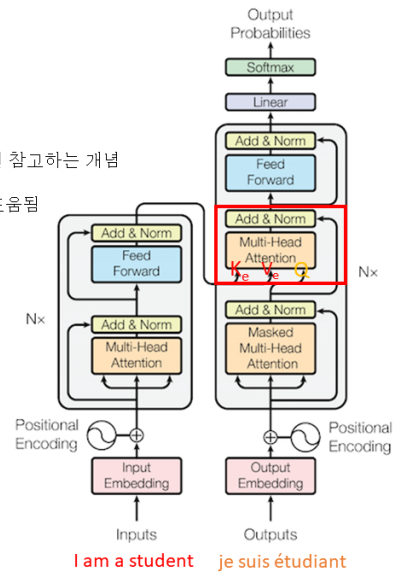 Output
Probabilities
Softmax
Linear
Add & Norm
Feed
Forward
참고하는 개념
Add & Norm
Multi-Head
Attention
Ke Ve Q
Nx
Add & Norm
Masked
Multi-Head
Attention
Add & Norm
Feed
Forward
Nx
Add & Norm
Multi-Head
Attention
Positional
Encoding
Positional
Encoding
Input
Embedding
Output
Embedding
Inputs
Outputs
I am a student
je suis étudiant